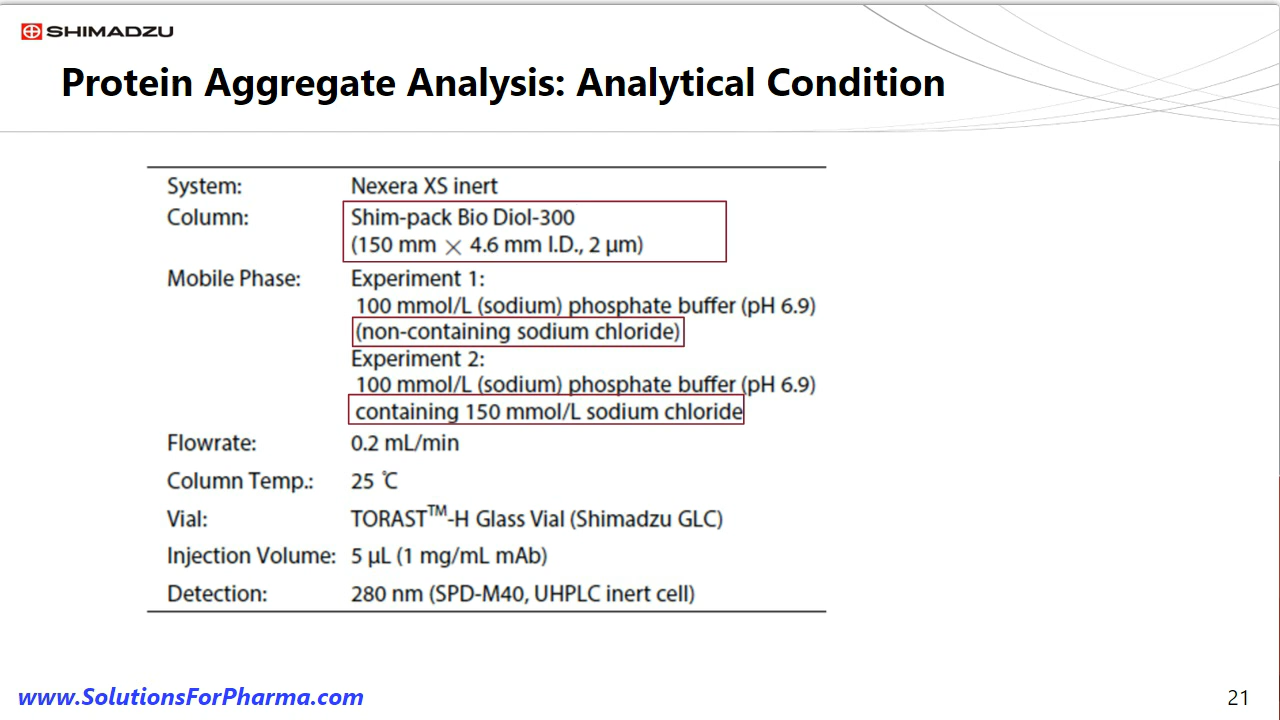 SHIMADZU
Protein Aggregate Analysis: Analytical Condition
System: Nexera XS inert
Column: Shim-pack Bio Diol-300
(150 mm × 4.6 mm I.D., 2 µm)
Mobile Phase: Experiment 1:
100 mmol/L (sodium) phosphate buffer (pH 6.9)
(non-containing sodium chloride)
Experiment 2:
100 mmol/L (sodium) phosphate buffer (pH 6.9)
containing 150 mmol/L sodium chloride
Flowrate: 0.2 mL/min
Column Temp.: 25 ℃
Vial: TORAST™-H Glass Vial (Shimadzu GLC)
Injection Volume: 5 µL (1 mg/mL mAb)
Detection: 280 nm (SPD-M40, UHPLC inert cell)
www.SolutionsForPharma.com
21